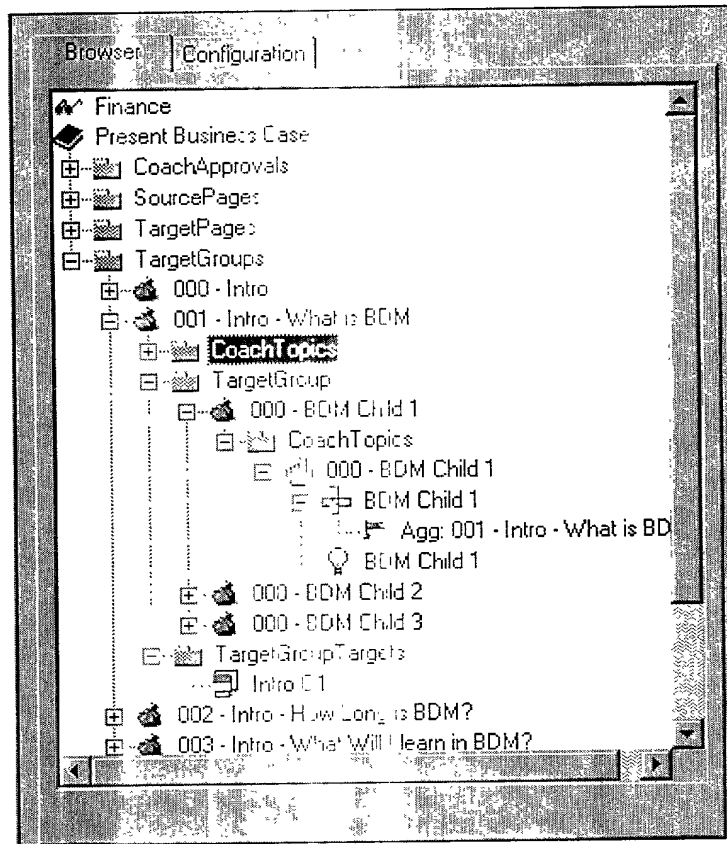 Browser Configuration
Finance
Present Business Case
CoachApprovals
SourcePages
TargetPages
TargetGroups
000 - Intro
001 - Intro - What is BDM
CoachTopics
TargetGroup
000 - BDM Child 1
CoachTopics
000 - BDM Child 1
BDM Child 1
Agg: 001 - Intro - What is BD
BDM Child 1
000 - BDM Child 2
000 - BDM Child 3
TargetGroupTargets
Intro C1
002 - Intro - How Long is BDM?
003 - Intro - What Will I learn in BDM?